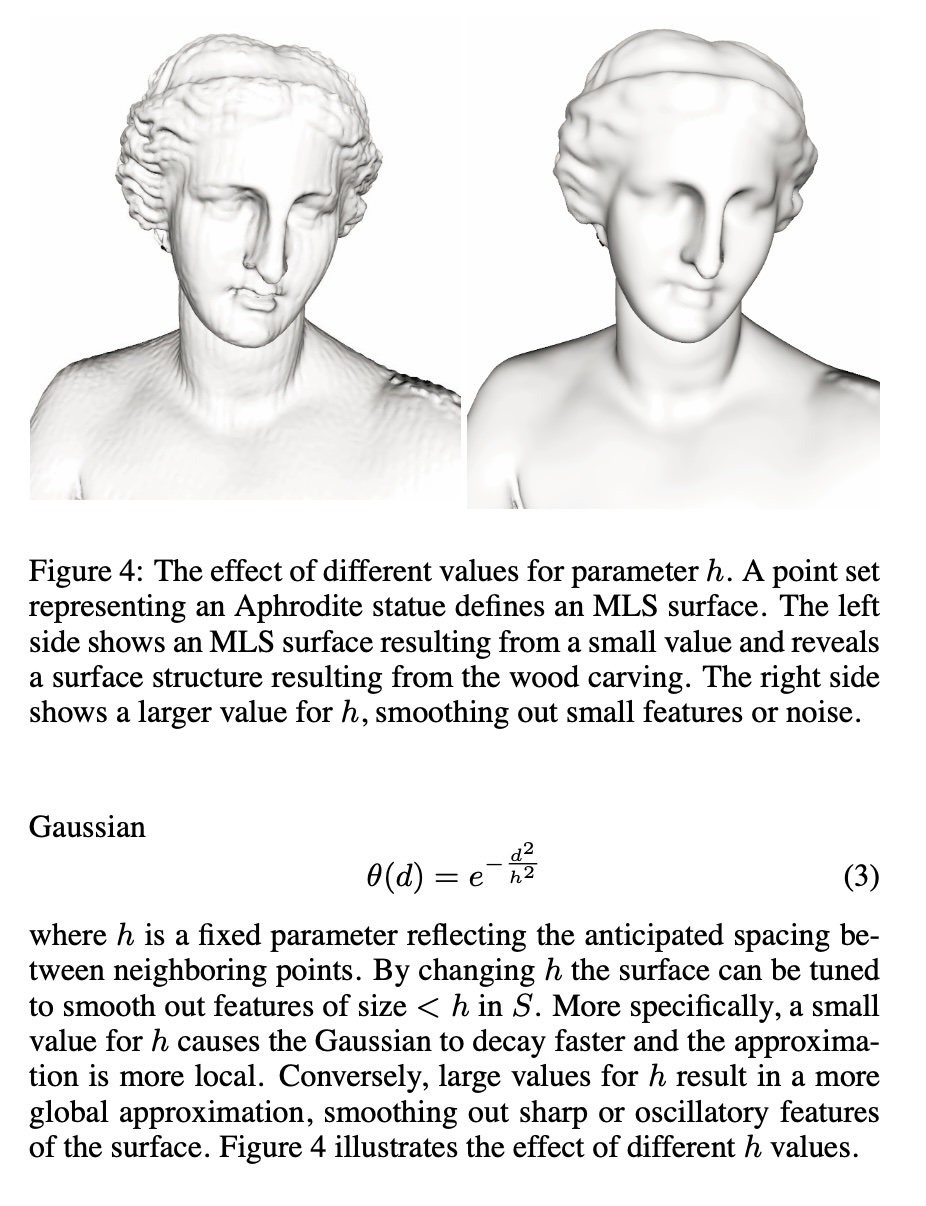 Figure 4: The effect of different values for parameter h. A point set
representing an Aphrodite statue defines an MLS surface. The left
side shows an MLS surface resulting from a small value and reveals
a surface structure resulting from the wood carving. The right side
shows a larger value for h, smoothing out small features or noise.
Gaussian
θ(d) = e^{-\frac{d^2}{h^2}} (3)
where h is a fixed parameter reflecting the anticipated spacing be-
tween neighboring points. By changing h the surface can be tuned
to smooth out features of size < h in S. More specifically, a small
value for h causes the Gaussian to decay faster and the approxima-
tion is more local. Conversely, large values for h result in a more
global approximation, smoothing out sharp or oscillatory features
of the surface. Figure 4 illustrates the effect of different h values.